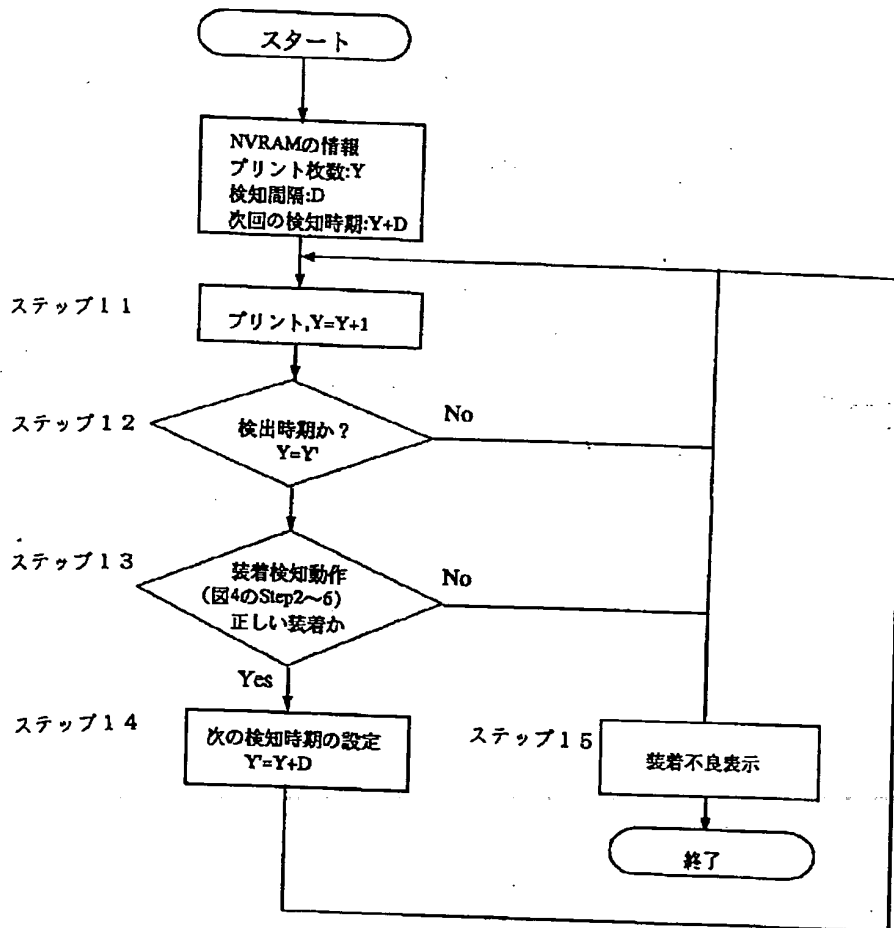 スタート
NVRAMの情報
プリント枚数:Y
検知間隔:D
次回の検知時期:Y+D
ステップ11
プリント,Y=Y+1
ステップ12
検出時期か?
Y=Y'
No
ステップ13
装着検知動作
(図4のStep2〜6)
正しい装着か
No
Yes
ステップ14
次の検知時期の設定
Y'=Y+D
ステップ15
装着不良表示
終了